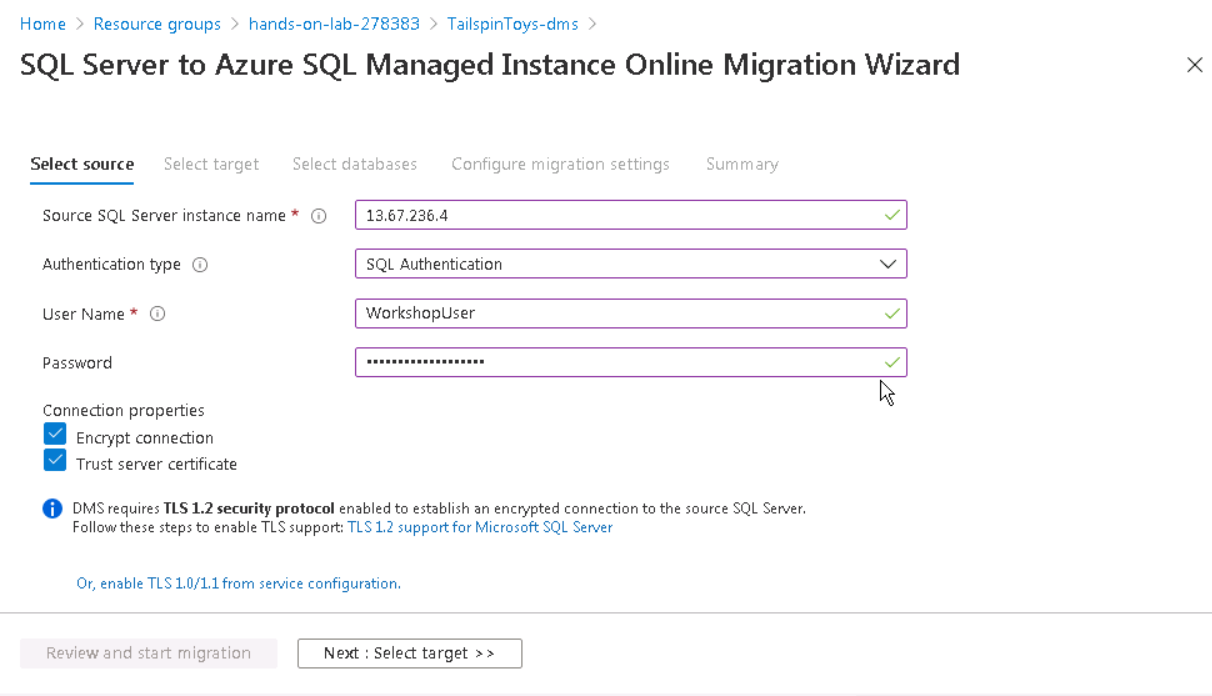 Home > Resource groups > hands-on-lab-278383 > TailspinToys-dms >
SQL Server to Azure SQL Managed Instance Online Migration Wizard
Select source Select target Select databases Configure migration settings Summary
Source SQL Server instance name * 13.67.236.4
Authentication type SQL Authentication
User Name * WorkshopUser
Password •••••••••••••••••••
Connection properties
Encrypt connection
Trust server certificate
DMS requires TLS 1.2 security protocol enabled to establish an encrypted connection to the source SQL Server.
Follow these steps to enable TLS support: TLS 1.2 support for Microsoft SQL Server
Or, enable TLS 1.0/1.1 from service configuration.
Review and start migration Next : Select target >>